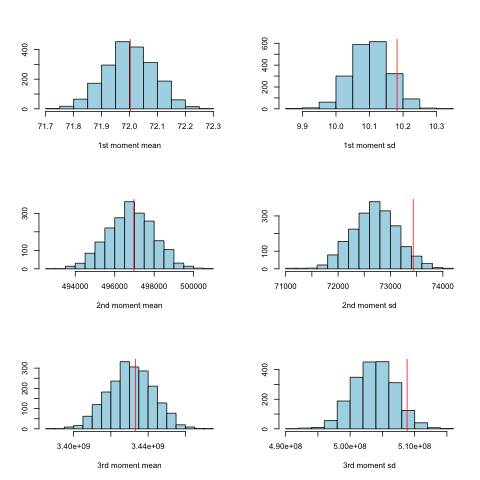 0 200 400
71.7 71.8 71.9 72.0 72.1 72.2 72.3
1st moment mean
0 200 400 600
9.9 10.0 10.1 10.2 10.3
1st moment sd
0 100 300
494000 496000 498000 500000
2nd moment mean
0 100 300
71000 72000 73000 74000
2nd moment sd
0 100 200 300
3.40e+09 3.44e+09
3rd moment mean
0 200 400
4.90e+08 5.00e+08 5.10e+08
3rd moment sd